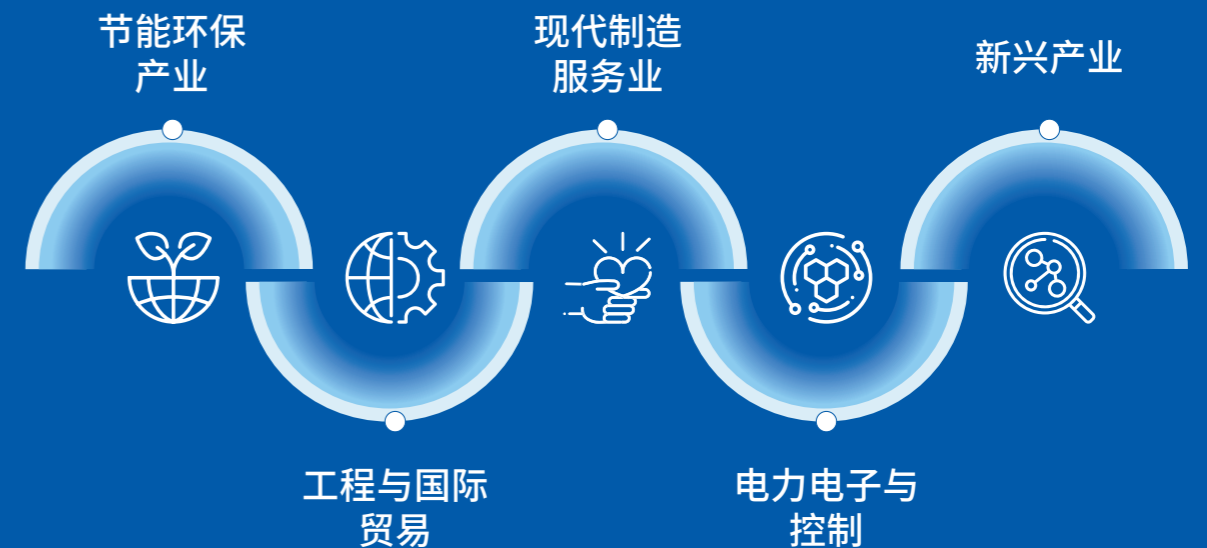 节能环保
产业
工程与国际
贸易
现代制造
服务业
电力电子与
控制
新兴产业